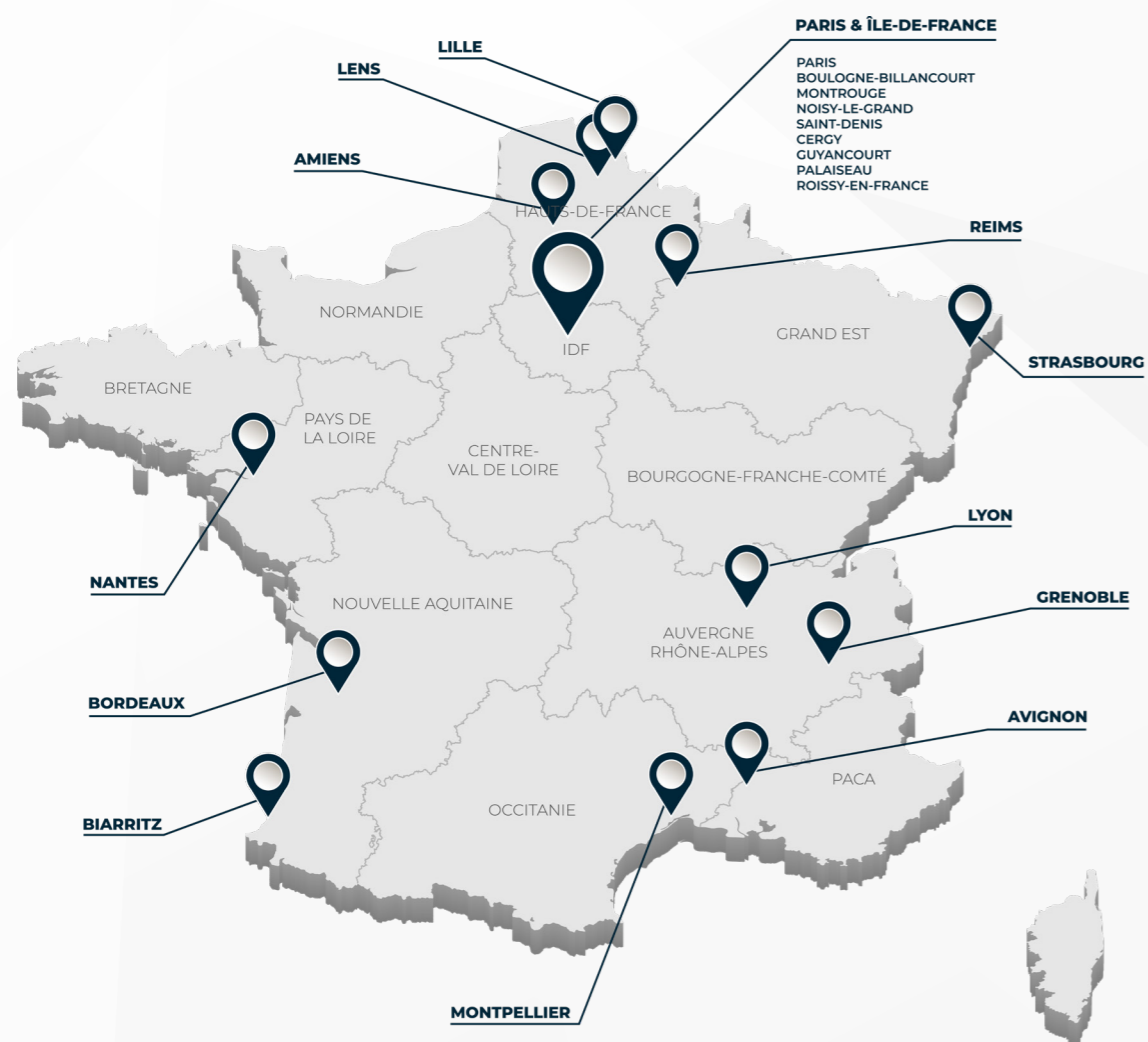 PARIS & ÎLE-DE-FRANCE
PARIS
BOULOGNE-BILLANCOURT
MONTROUGE
NOISY-LE-GRAND
SAINT-DENIS
CERGY
GUYANCOURT
PALAISEAU
ROISSY-EN-FRANCE
LILLE
LENS
AMIENS
HAUTS-DE-FRANCE
REIMS
NORMANDIE
GRAND EST
IDF
STRASBOURG
BRETAGNE
PAYS DE
LA LOIRE
CENTRE-
VAL DE LOIRE
BOURGOGNE-FRANCHE-COMTÉ
LYON
NANTES
GRENOBLE
NOUVELLE AQUITAINE
AUVERGNE
RHÔNE-ALPES
BORDEAUX
AVIGNON
PACA
OCCITANIE
BIARRITZ
MONTPELLIER